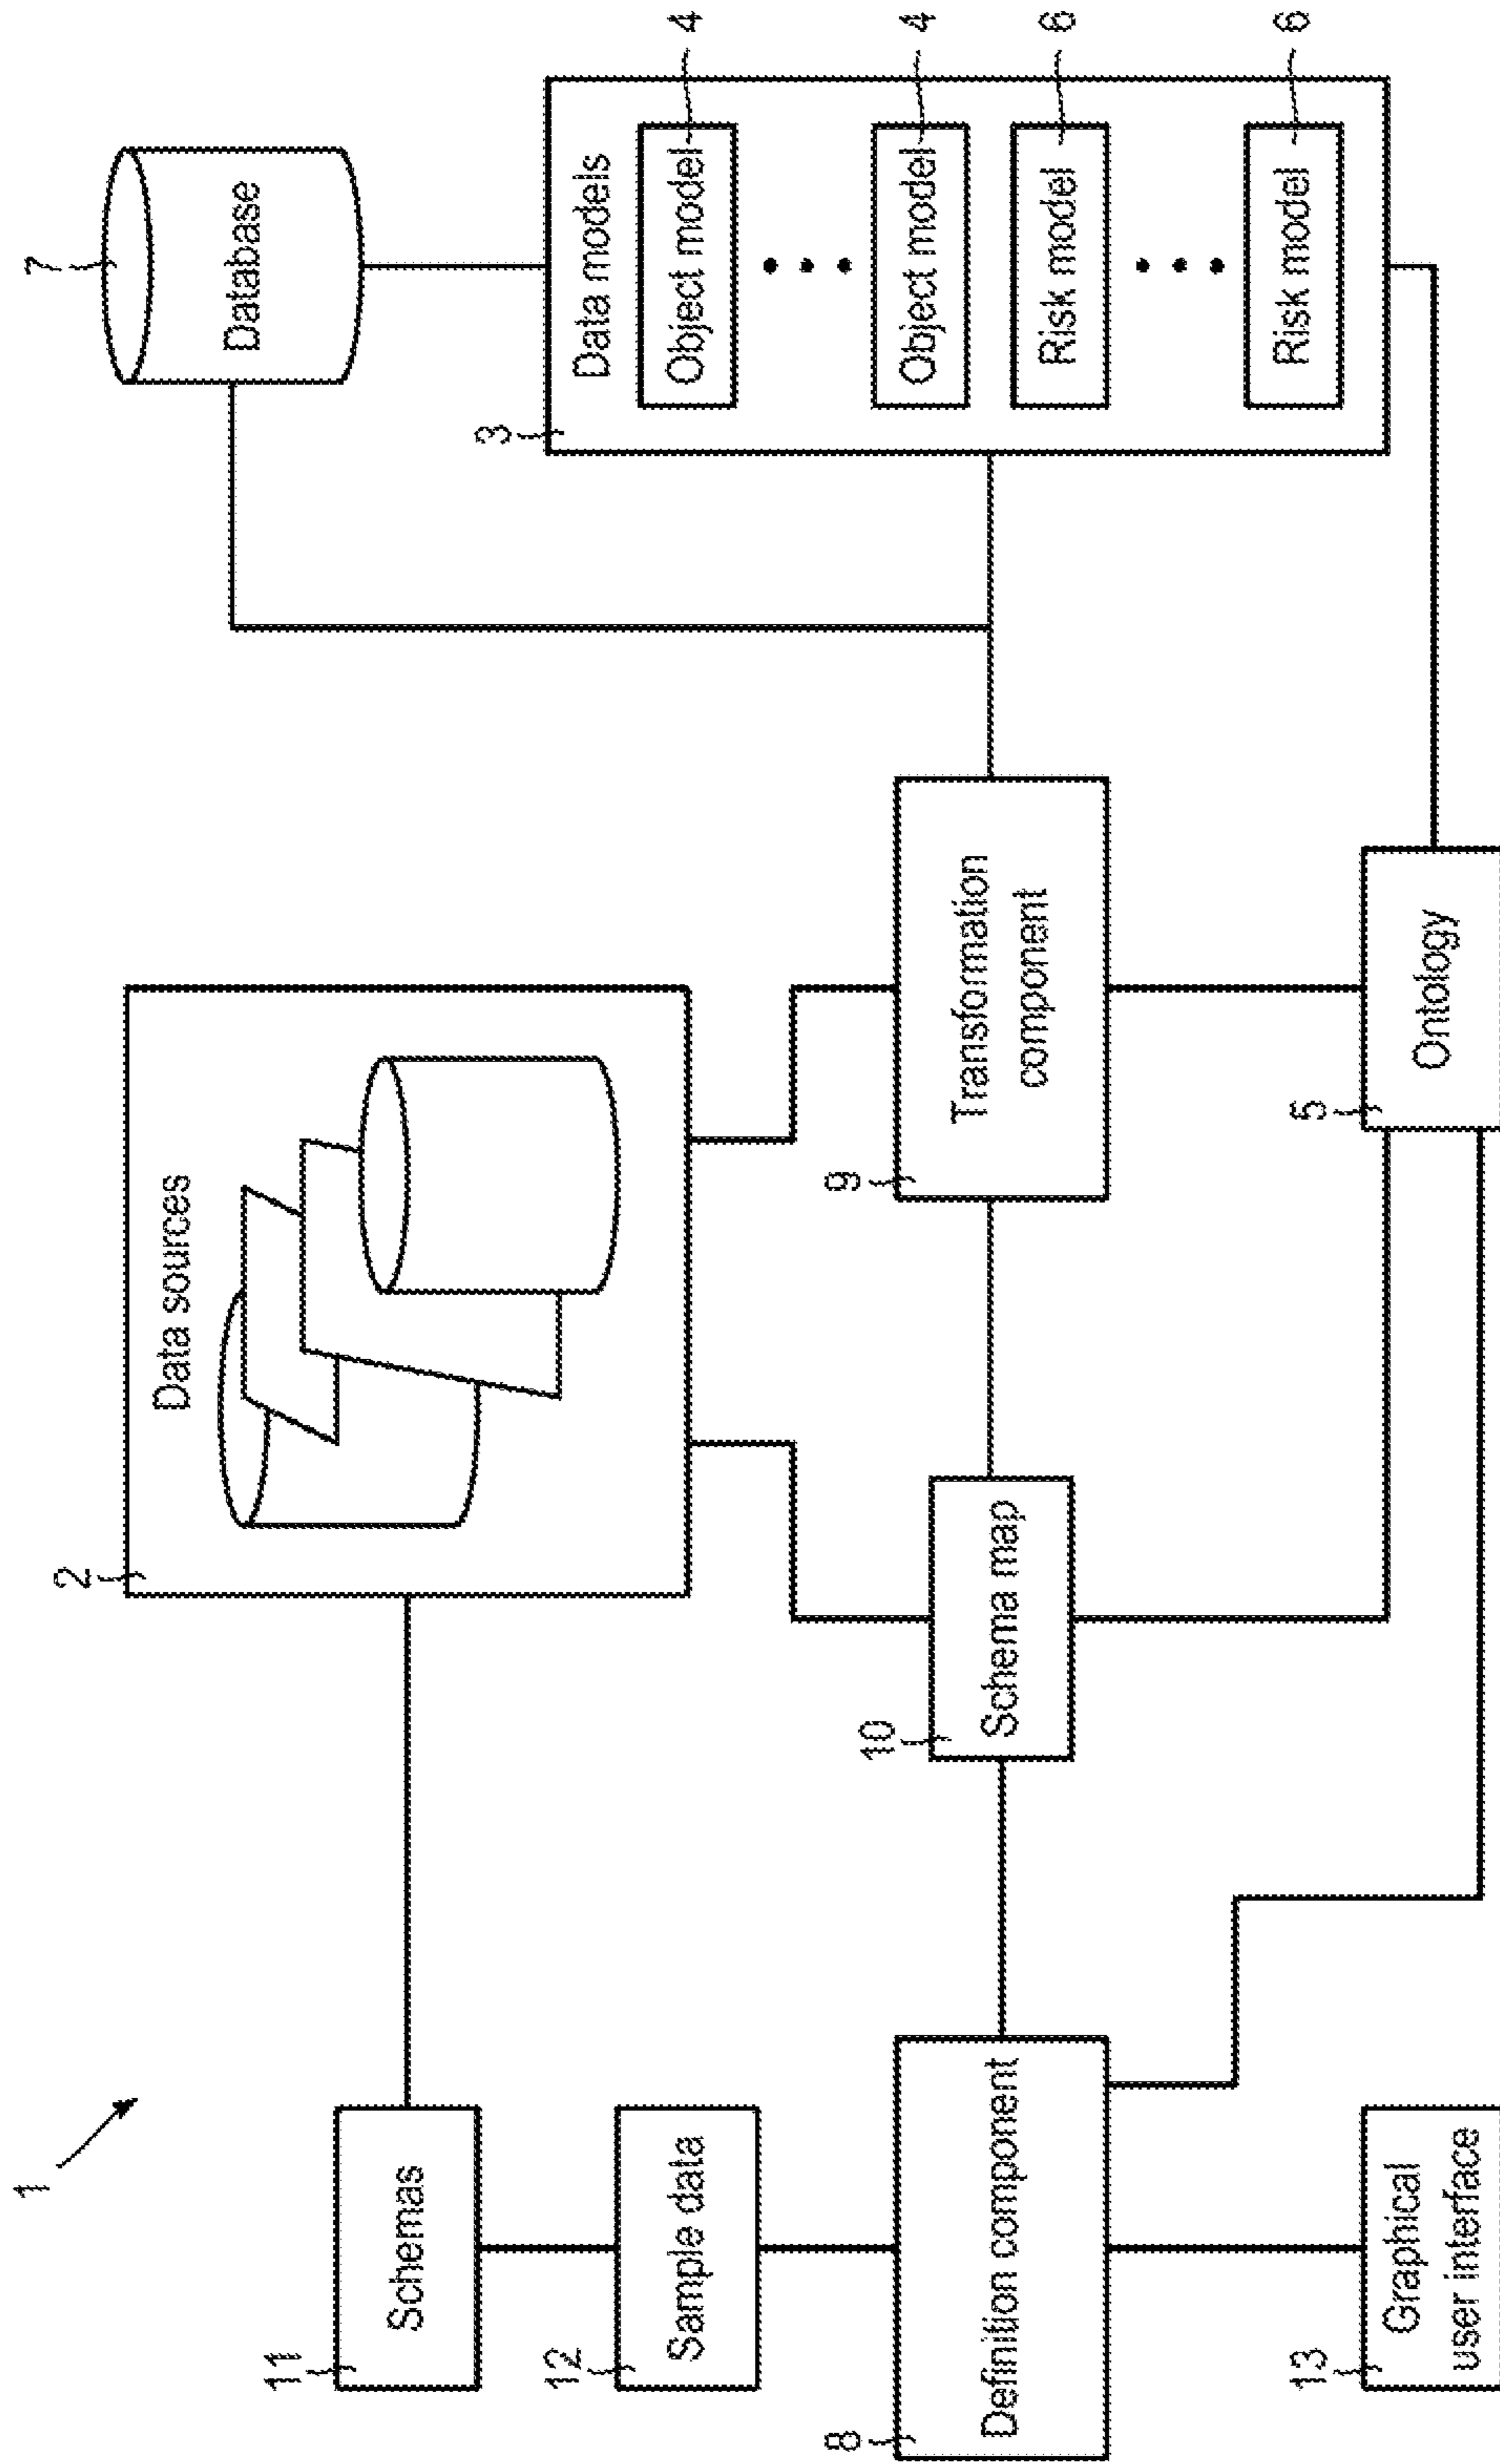 1
11
Schemas
12
Sample data
8
Definition component
13
Graphical
user interface
2
Data sources
10
Schema map
9
Transformation
component
5
Ontology
7
Database
3
Data models
Object model
4
Object model
4
Risk model
6
Risk model
6